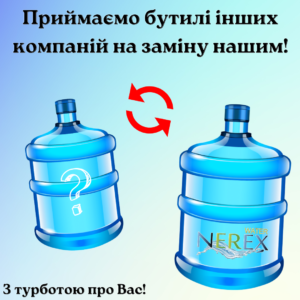 Приймаємо бутилі інших
компаній на заміну нашим!
?
NEREX
З турботою про Вас!